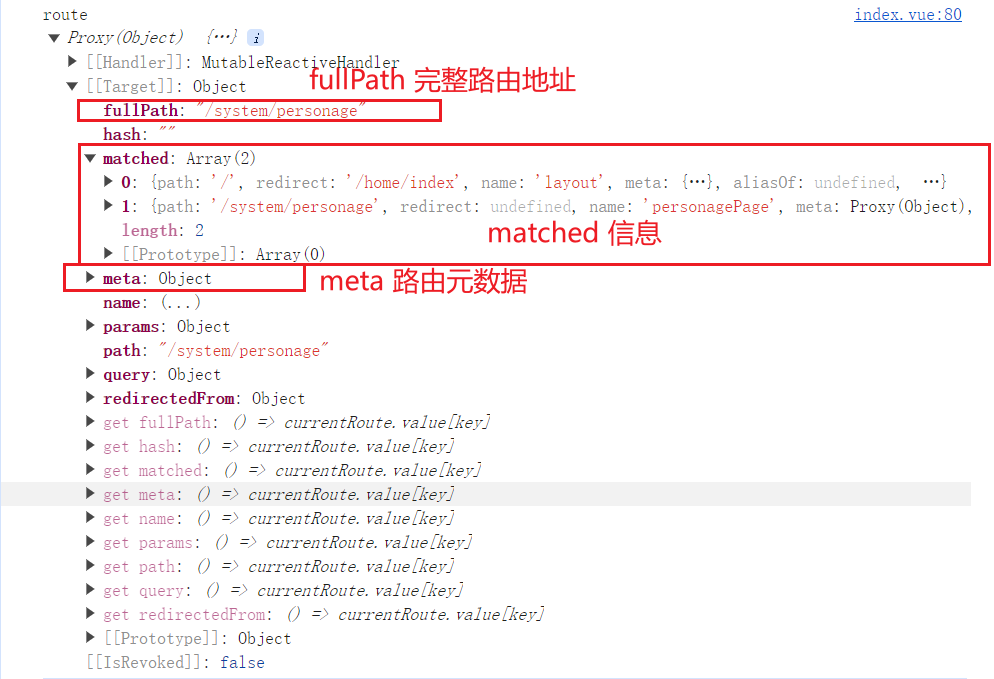 route index.vue:80
▼ Proxy(Object) {⋯} i
▶ [[Handler]]: MutableReactiveHandler
▼ [[Target]]: Object
fullPath 完整路由地址
fullPath: "/system/personage"
hash: ""
▼ matched: Array(2)
▶ 0: {path: '/', redirect: '/home/index', name: 'layout', meta: {⋯}, aliasOf: undefined, ⋯}
▶ 1: {path: '/system/personage', redirect: undefined, name: 'personagePage', meta: Proxy(Object),
length: 2
matched 信息
▶ [[Prototype]]: Array(0)
▶ meta: Object
meta 路由元数据
name: (...)
▶ params: Object
path: "/system/personage"
▶ query: Object
▶ redirectedFrom: Object
▶ get fullPath: () => currentRoute.value[key]
▶ get hash: () => currentRoute.value[key]
▶ get matched: () => currentRoute.value[key]
▶ get meta: () => currentRoute.value[key]
▶ get name: () => currentRoute.value[key]
▶ get params: () => currentRoute.value[key]
▶ get path: () => currentRoute.value[key]
▶ get query: () => currentRoute.value[key]
▶ get redirectedFrom: () => currentRoute.value[key]
▶ [[Prototype]]: Object
[[IsRevoked]]: false